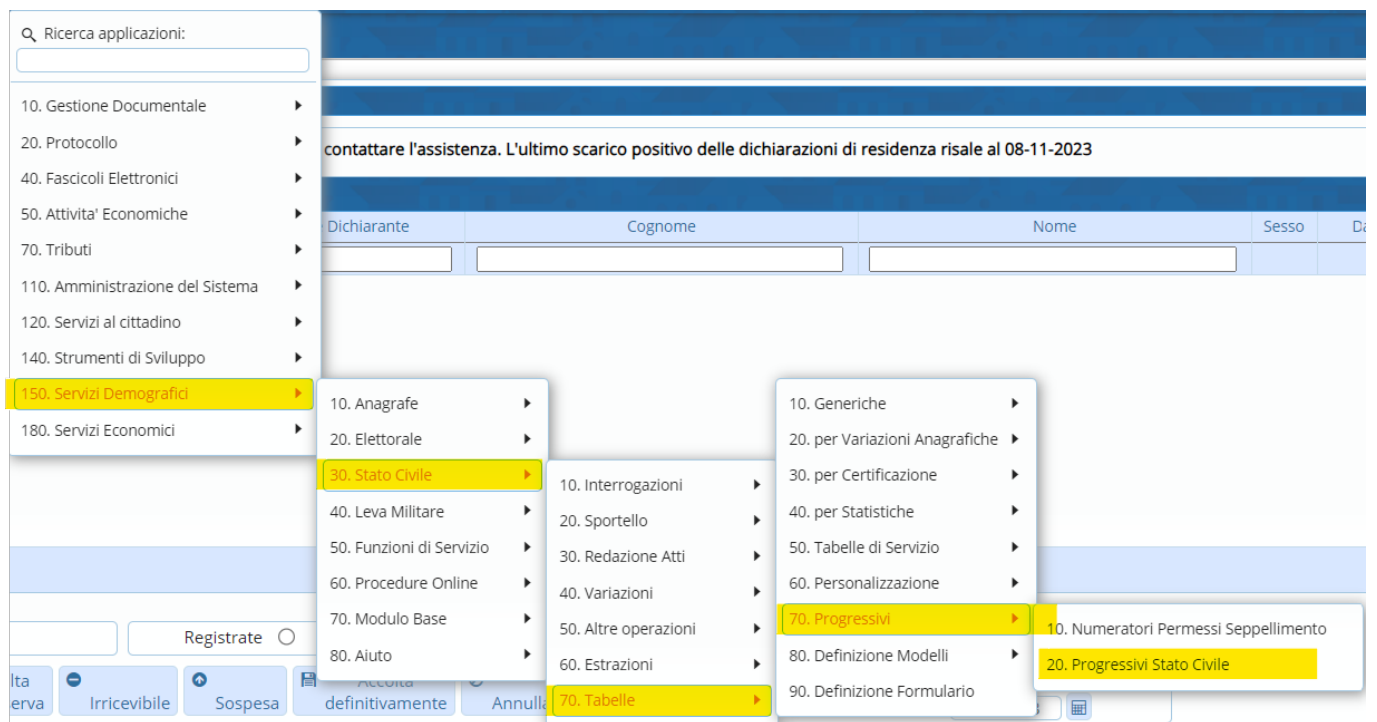 Ricerca applicazioni:
10. Gestione Documentale
20. Protocollo
40. Fascicoli Elettronici
50. Attivita' Economiche
70. Tributi
110. Amministrazione del Sistema
120. Servizi al cittadino
140. Strumenti di Sviluppo
150. Servizi Demografici
180. Servizi Economici
contattare l'assistenza. L'ultimo scarico positivo delle dichiarazioni di residenza risale al 08-11-2023
Dichiarante Cognome Nome Sesso Da
10. Anagrafe
20. Elettorale
30. Stato Civile
40. Leva Militare
50. Funzioni di Servizio
60. Procedure Online
70. Modulo Base
80. Aiuto
10. Interrogazioni
20. Sportello
30. Redazione Atti
40. Variazioni
50. Altre operazioni
60. Estrazioni
70. Tabelle
10. Generiche
20. per Variazioni Anagrafiche
30. per Certificazione
40. per Statistiche
50. Tabelle di Servizio
60. Personalizzazione
70. Progressivi
80. Definizione Modelli
90. Definizione Formulario
10. Numeratori Permessi Seppellimento
20. Progressivi Stato Civile
Registrate
lta
erva
Irricevibile
Sospesa
Accolta
definitivamente
Annulla